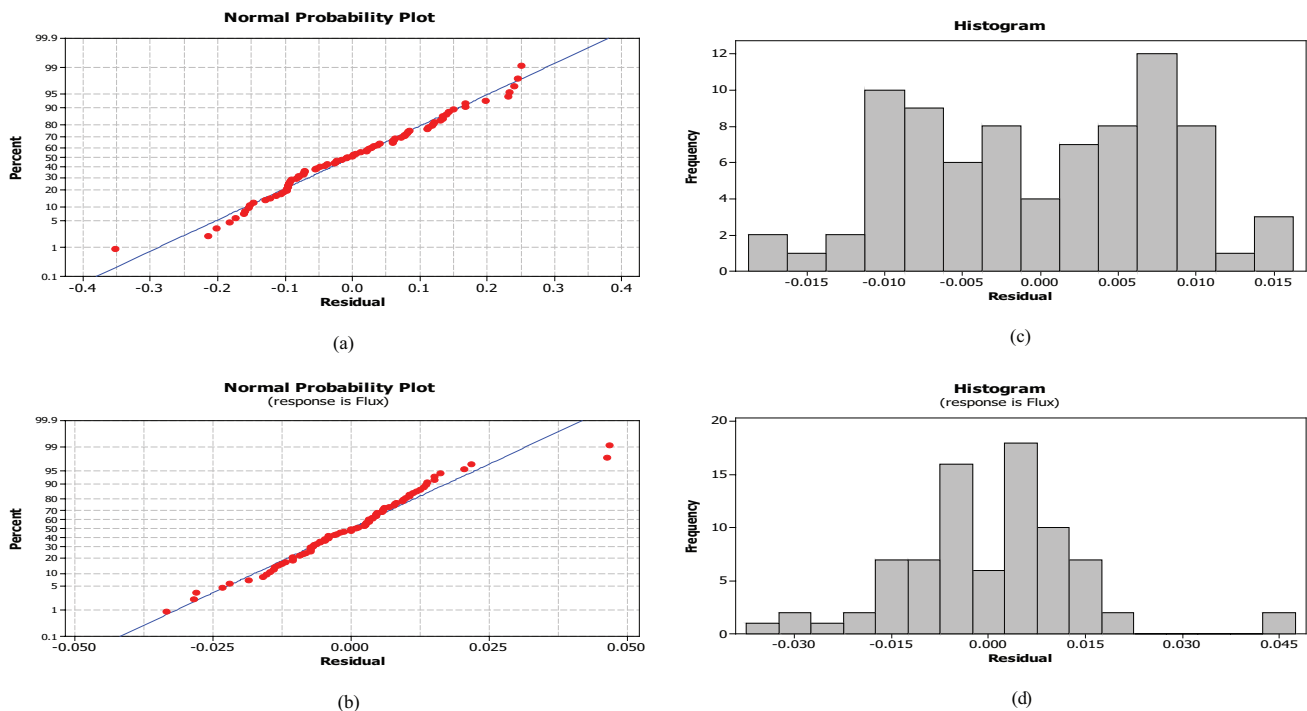 Normal Probability Plot
99.9
99
95
90
80
70
60
50
40
30
20
10
5
1
0.1
Percent
-0.4 -0.3 -0.2 -0.1 0.0 0.1 0.2 0.3 0.4
Residual
(a)
Histogram
12
10
8
6
4
2
0
Frequency
-0.015 -0.010 -0.005 0.000 0.005 0.010 0.015
Residual
(c)
Normal Probability Plot
(response is Flux)
99.9
99
95
90
80
70
60
50
40
30
20
10
5
1
0.1
Percent
-0.050 -0.025 0.000 0.025 0.050
Residual
(b)
Histogram
(response is Flux)
20
15
10
5
0
Frequency
-0.030 -0.015 0.000 0.015 0.030 0.045
Residual
(d)